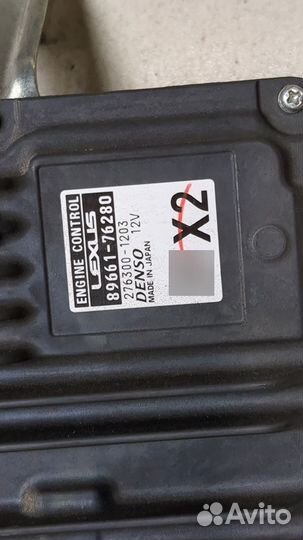 ENGINE CONTROL
LEXUS
89661-76280
276300-1203
DENSO 12V
MADE IN JAPAN
X2
Avito